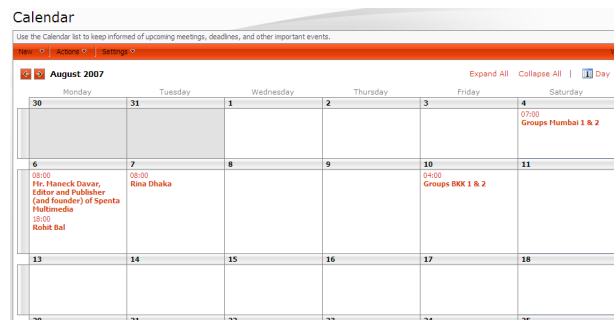 Calendar
Use the Calendar list to keep informed of upcoming meetings, deadlines, and other important events.
New Actions Settings
August 2007 Expand All Collapse All | Day
Monday Tuesday Wednesday Thursday Friday Saturday
30 31 1 2 3 4
07:00
Groups Mumbai 1 & 2
6 7 8 9 10 11
08:00 08:00 04:00
Mr. Maneck Davar, Rina Dhaka Groups BKK 1 & 2
Editor and Publisher
(and founder) of Spenta
Multimedia
18:00
Rohit Bal
13 14 15 16 17 18